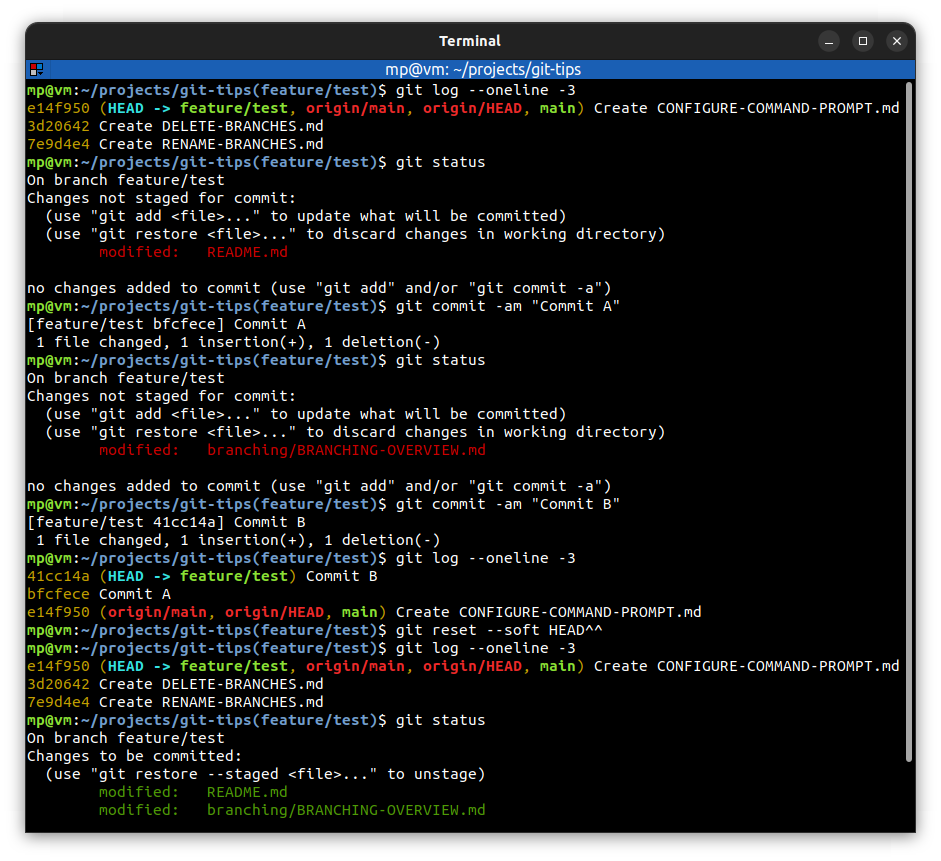 Terminal
mp@vm: ~/projects/git-tips
mp@vm:~/projects/git-tips(feature/test)$ git log --oneline -3
e14f950 (HEAD -> feature/test, origin/main, origin/HEAD, main) Create CONFIGURE-COMMAND-PROMPT.md
3d20642 Create DELETE-BRANCHES.md
7e9d4e4 Create RENAME-BRANCHES.md
mp@vm:~/projects/git-tips(feature/test)$ git status
On branch feature/test
Changes not staged for commit:
  (use "git add <file>..." to update what will be committed)
  (use "git restore <file>..." to discard changes in working directory)
        modified:   README.md

no changes added to commit (use "git add" and/or "git commit -a")
mp@vm:~/projects/git-tips(feature/test)$ git commit -am "Commit A"
[feature/test bfcfece] Commit A
 1 file changed, 1 insertion(+), 1 deletion(-)
mp@vm:~/projects/git-tips(feature/test)$ git status
On branch feature/test
Changes not staged for commit:
  (use "git add <file>..." to update what will be committed)
  (use "git restore <file>..." to discard changes in working directory)
        modified:   branching/BRANCHING-OVERVIEW.md

no changes added to commit (use "git add" and/or "git commit -a")
mp@vm:~/projects/git-tips(feature/test)$ git commit -am "Commit B"
[feature/test 41cc14a] Commit B
 1 file changed, 1 insertion(+), 1 deletion(-)
mp@vm:~/projects/git-tips(feature/test)$ git log --oneline -3
41cc14a (HEAD -> feature/test) Commit B
bfcfece Commit A
e14f950 (origin/main, origin/HEAD, main) Create CONFIGURE-COMMAND-PROMPT.md
mp@vm:~/projects/git-tips(feature/test)$ git reset --soft HEAD^^
mp@vm:~/projects/git-tips(feature/test)$ git log --oneline -3
e14f950 (HEAD -> feature/test, origin/main, origin/HEAD, main) Create CONFIGURE-COMMAND-PROMPT.md
3d20642 Create DELETE-BRANCHES.md
7e9d4e4 Create RENAME-BRANCHES.md
mp@vm:~/projects/git-tips(feature/test)$ git status
On branch feature/test
Changes to be committed:
  (use "git restore --staged <file>..." to unstage)
        modified:   README.md
        modified:   branching/BRANCHING-OVERVIEW.md